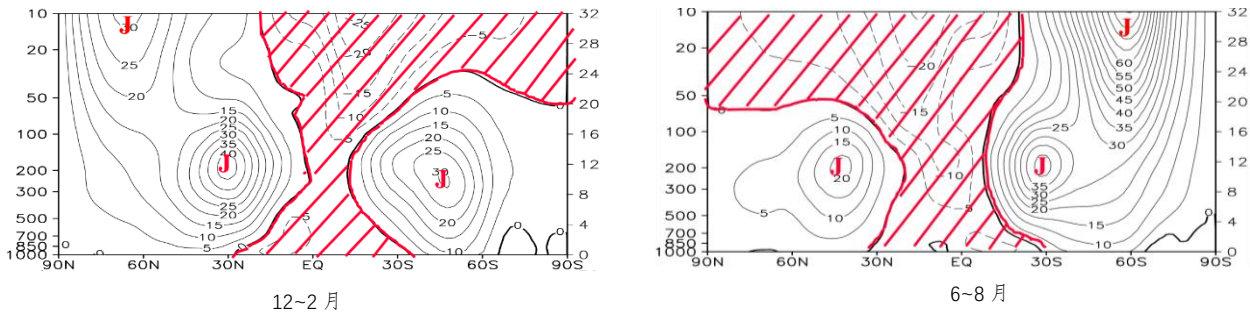 10 30 J 25 32
20 25 5 28
20 24
50 15 10 5 0 20
15 20 25 30 35 40
100 10 15 16
200 J 25 30 J 12
300 8
500 25 20 15 5 20 4
700 10
850 0 5 10 0 0
1000 0
90N 60N 30N EQ 30S 60S 90S
12~2 月
10 J 32
20 28
60 55 50 45 40 35 24
50 0 15 20
100 5 10 15 25 16
200 J 20 10 J 30 12
300 5 35 30 25 20 8
500 5 10 15 4
700 10
850 5 0
1000 0
90N 60N 30N EQ 30S 60S 90S
6~8 月